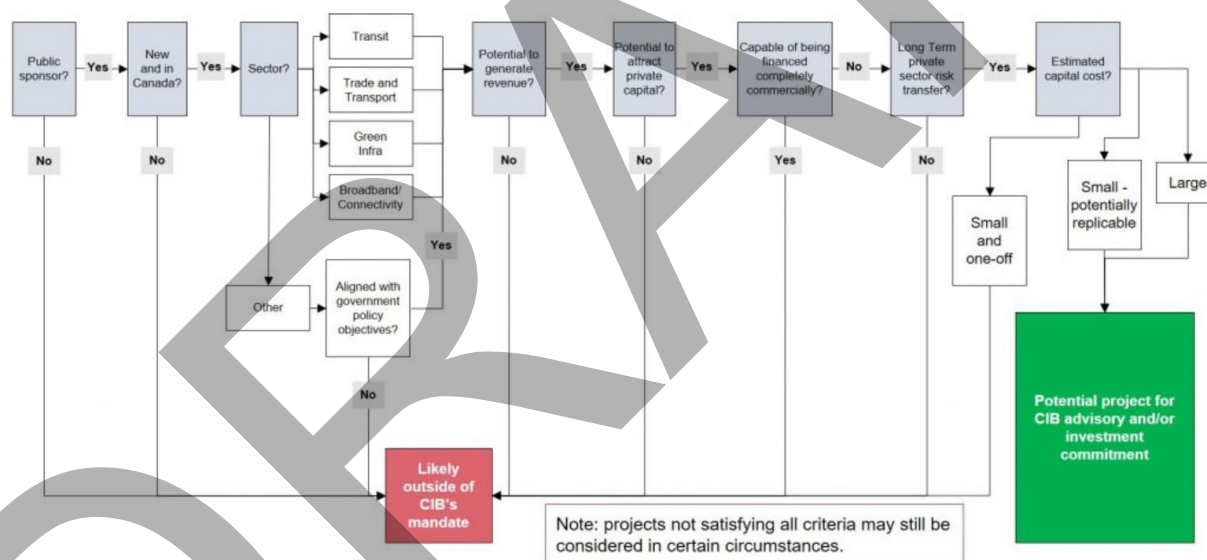 Public
sponsor?
Yes
New
and in
Canada?
Yes
Sector?
Transit
Trade and
Transport
Green
Infra
Broadband/
Connectivity
Yes
Other
Aligned with
government
policy
objectives?
No
Potential to
generate
revenue?
Yes
Potential to
attract
private
capital?
Yes
Capable of being
financed
completely
commercially?
No
Long Term
private
sector risk
transfer?
Yes
Estimated
capital cost?
No
No
No
No
Yes
No
Small
and
one-off
Small -
potentially
replicable
Large
Likely
outside of
CIB's
mandate
Potential project for
CIB advisory and/or
investment
commitment
Note: projects not satisfying all criteria may still be
considered in certain circumstances.